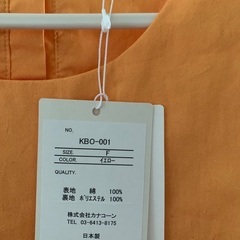 NO. KBO-001
SIZE. F
COLOR. イエロー
QUALITY.
表地 綿 100%
裏地 ポリエステル 100%
株式会社カナコーン
TEL 03-6413-8175
日本製